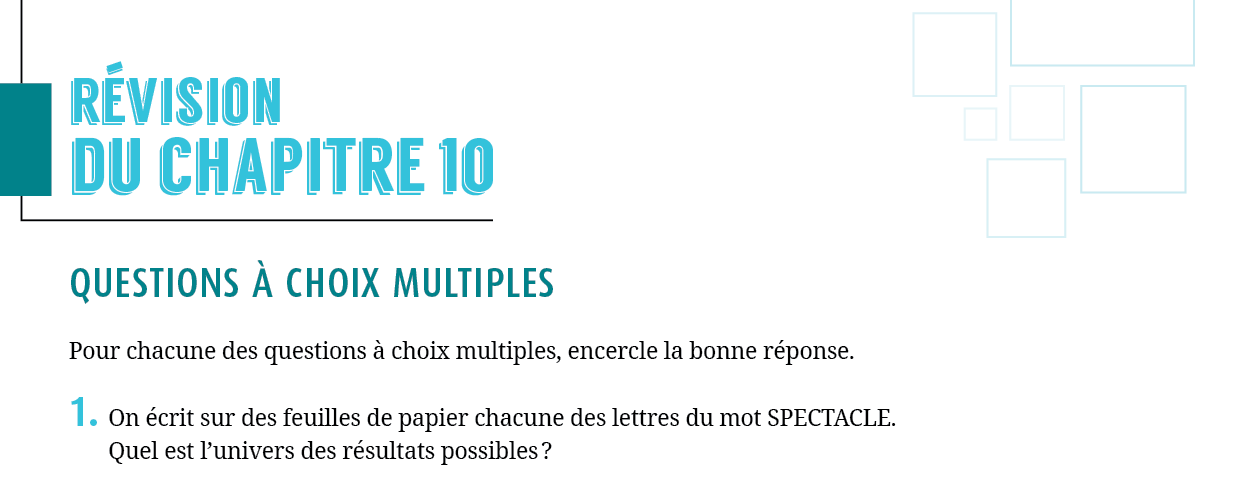 RÉVISION
DU CHAPITRE 10
QUESTIONS À CHOIX MULTIPLES
Pour chacune des questions à choix multiples, encercle la bonne réponse.
1. On écrit sur des feuilles de papier chacune des lettres du mot SPECTACLE.
Quel est l’univers des résultats possibles ?